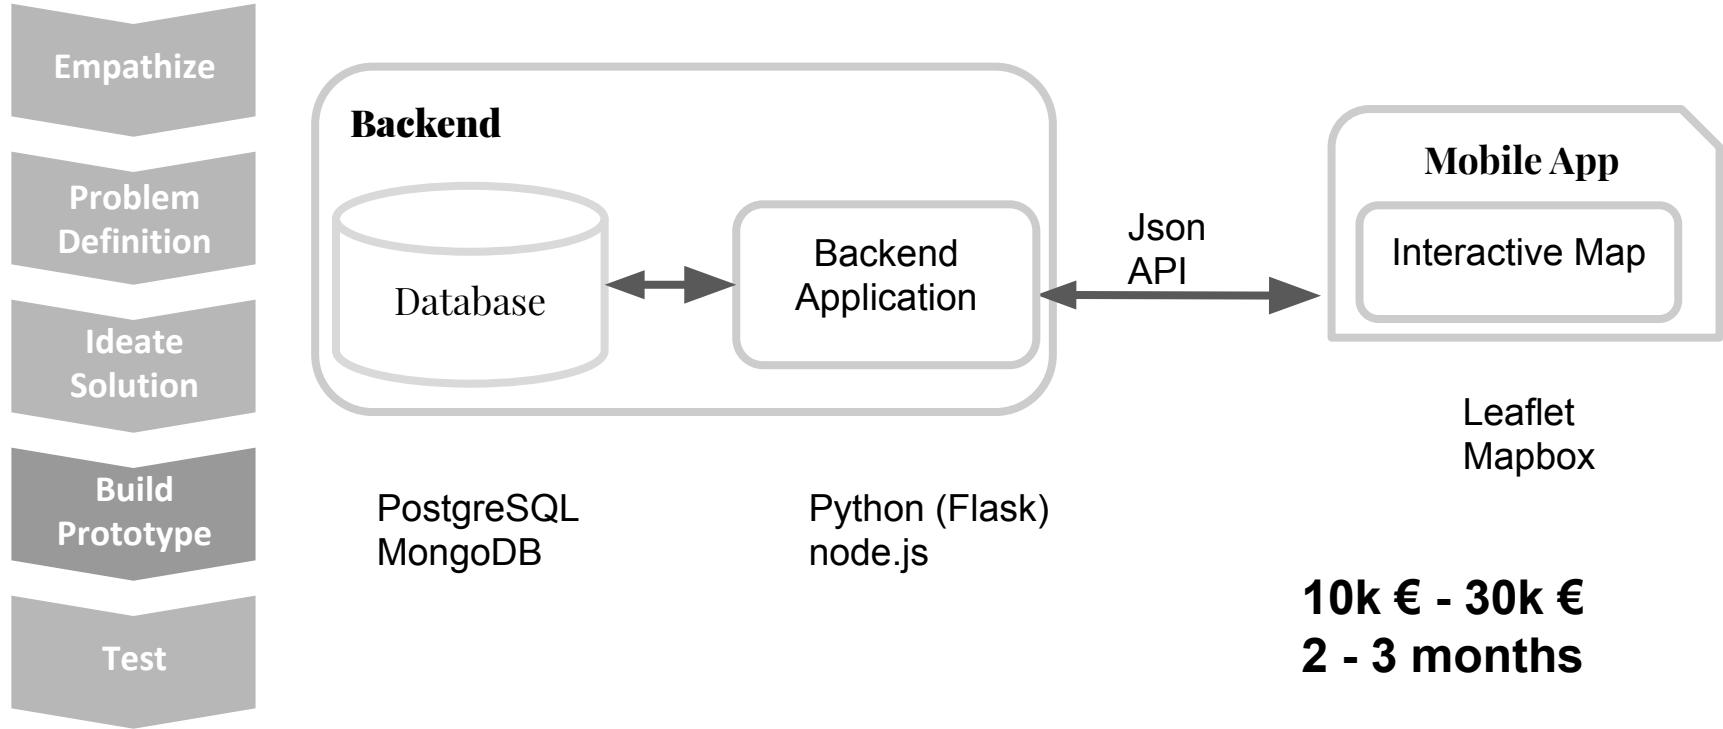 Empathize
Problem
Definition
Ideate
Solution
Build
Prototype
Test
Backend
Database
Backend
Application
Json
API
Mobile App
Interactive Map
PostgreSQL
MongoDB
Python (Flask)
node.js
Leaflet
Mapbox
10k € - 30k €
2 - 3 months